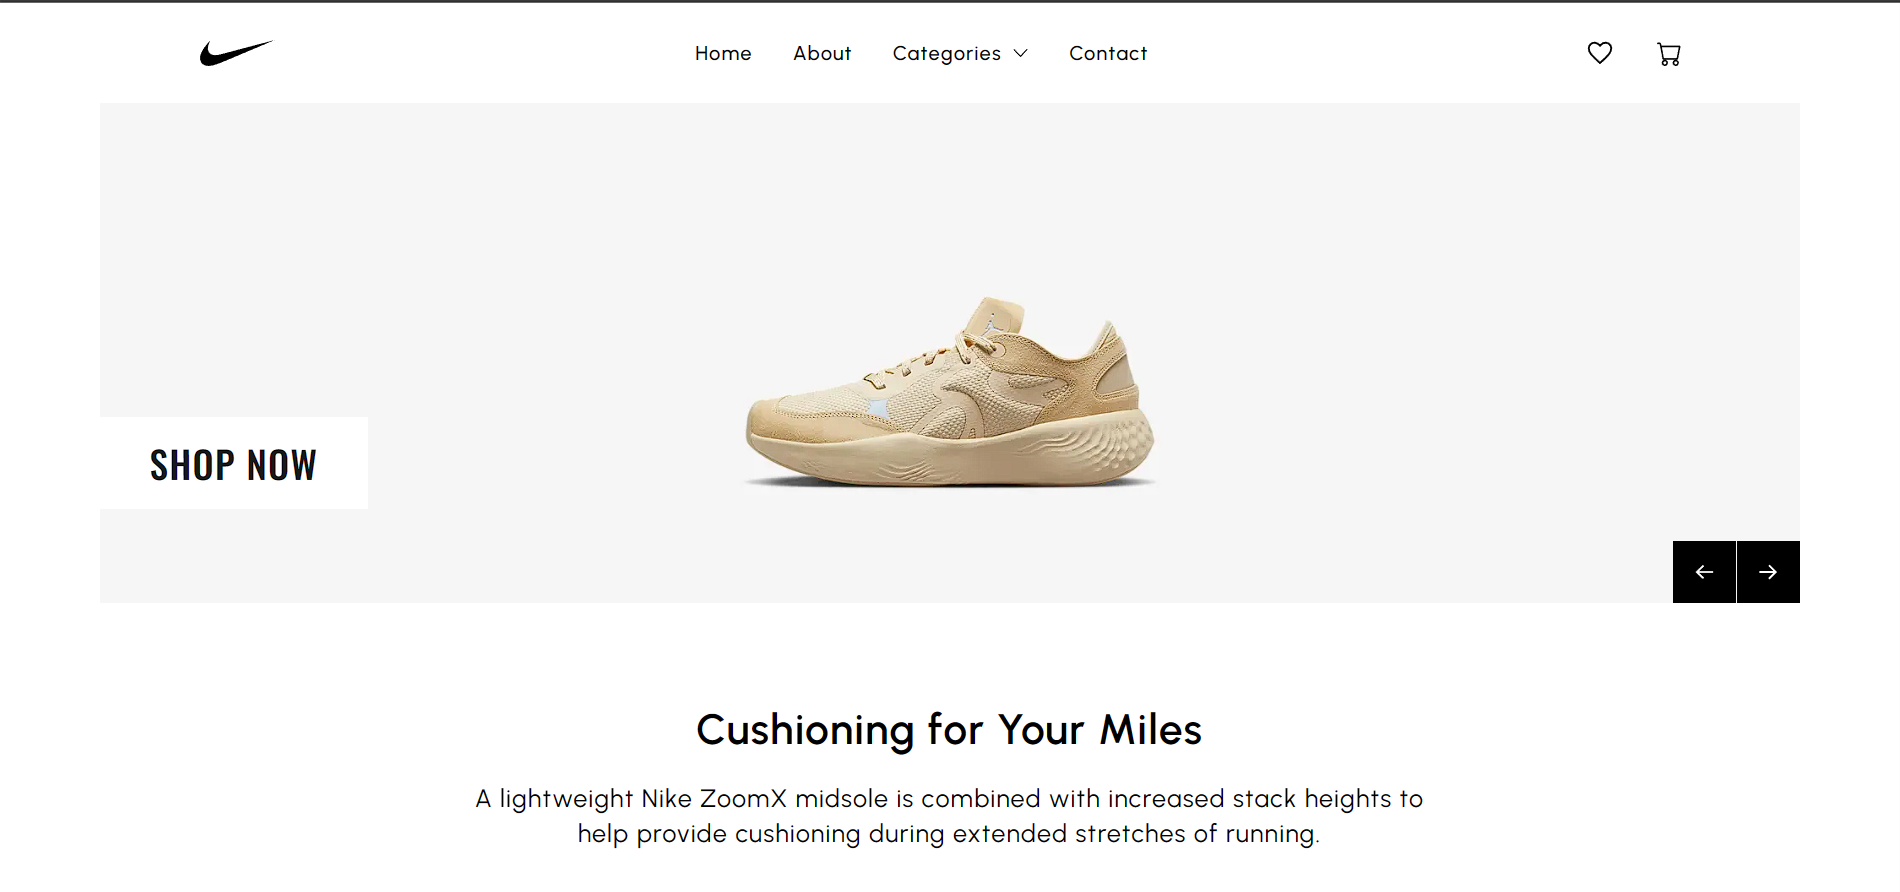 Home About Categories Contact
SHOP NOW
Cushioning for Your Miles
A lightweight Nike ZoomX midsole is combined with increased stack heights to
help provide cushioning during extended stretches of running.